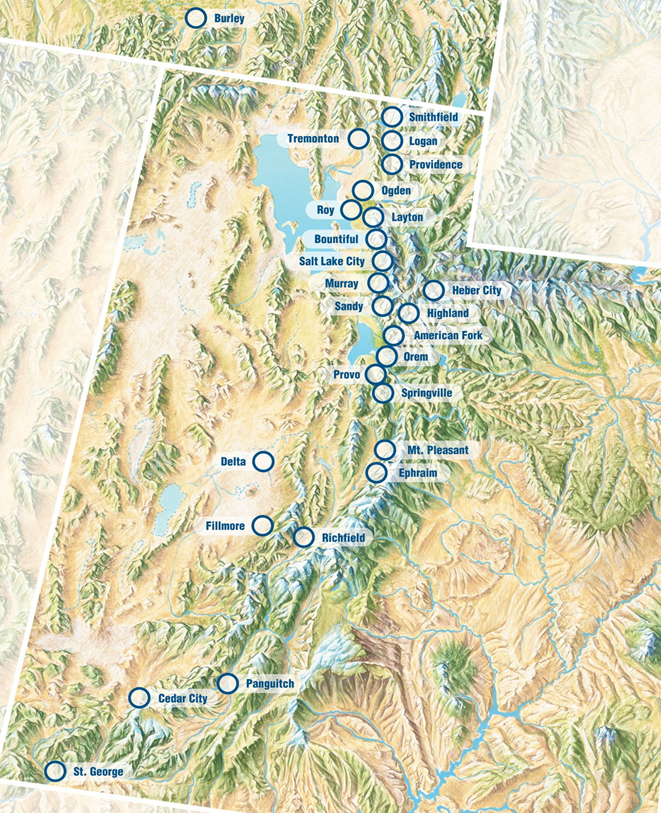 Burley
Smithfield
Tremonton
Logan
Providence
Ogden
Roy
Layton
Bountiful
Salt Lake City
Murray
Heber City
Sandy
Highland
American Fork
Orem
Provo
Springville
Mt. Pleasant
Delta
Ephraim
Fillmore
Richfield
Panguitch
Cedar City
St. George